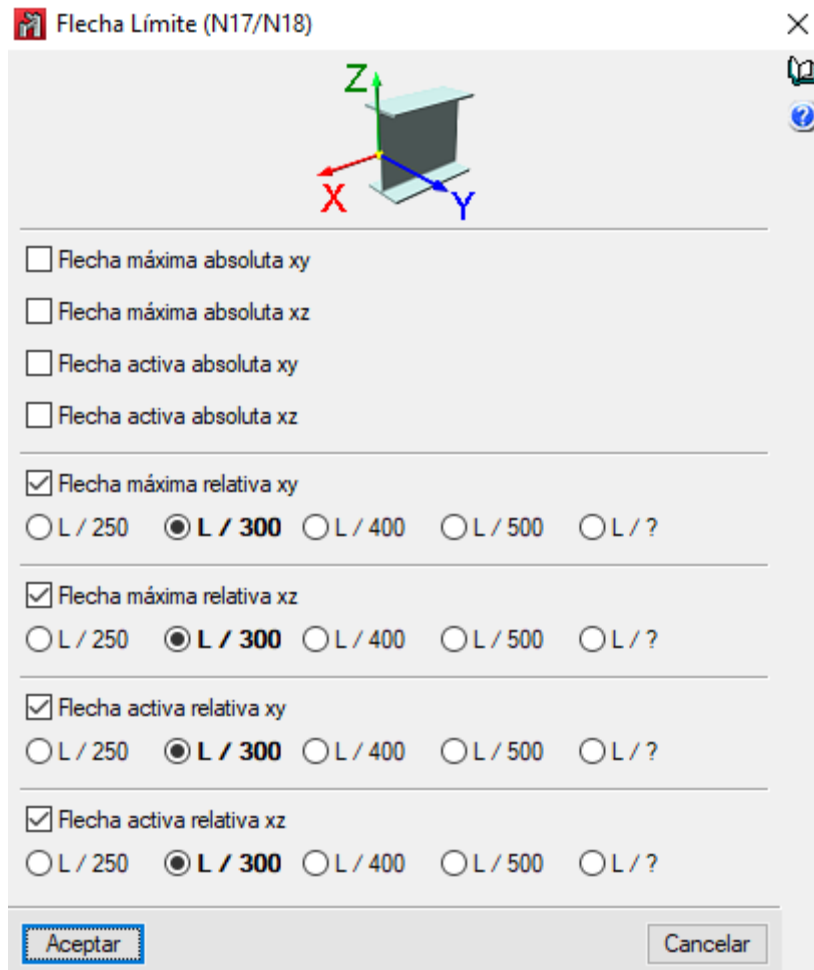 Flecha Límite (N17/N18)
Z
X
Y
Flecha máxima absoluta xy
Flecha máxima absoluta xz
Flecha activa absoluta xy
Flecha activa absoluta xz
Flecha máxima relativa xy
L / 250 L / 300 L / 400 L / 500 L / ?
Flecha máxima relativa xz
L / 250 L / 300 L / 400 L / 500 L / ?
Flecha activa relativa xy
L / 250 L / 300 L / 400 L / 500 L / ?
Flecha activa relativa xz
L / 250 L / 300 L / 400 L / 500 L / ?
Aceptar Cancelar